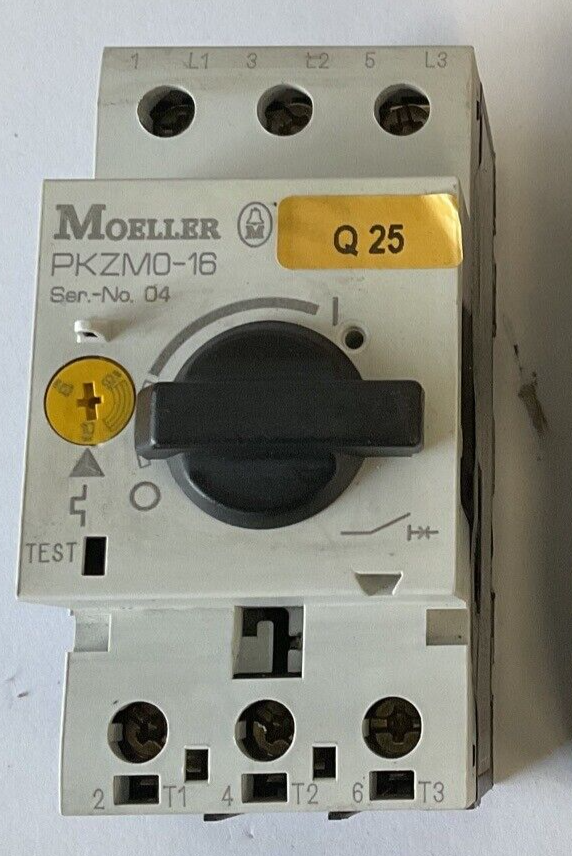 1 L1 3 L2 5 L3
MOELLER M
Q 25
PKZM0-16
Ser.-No. 04
I
10
O
TEST
2 T1 4 T2 6 T3